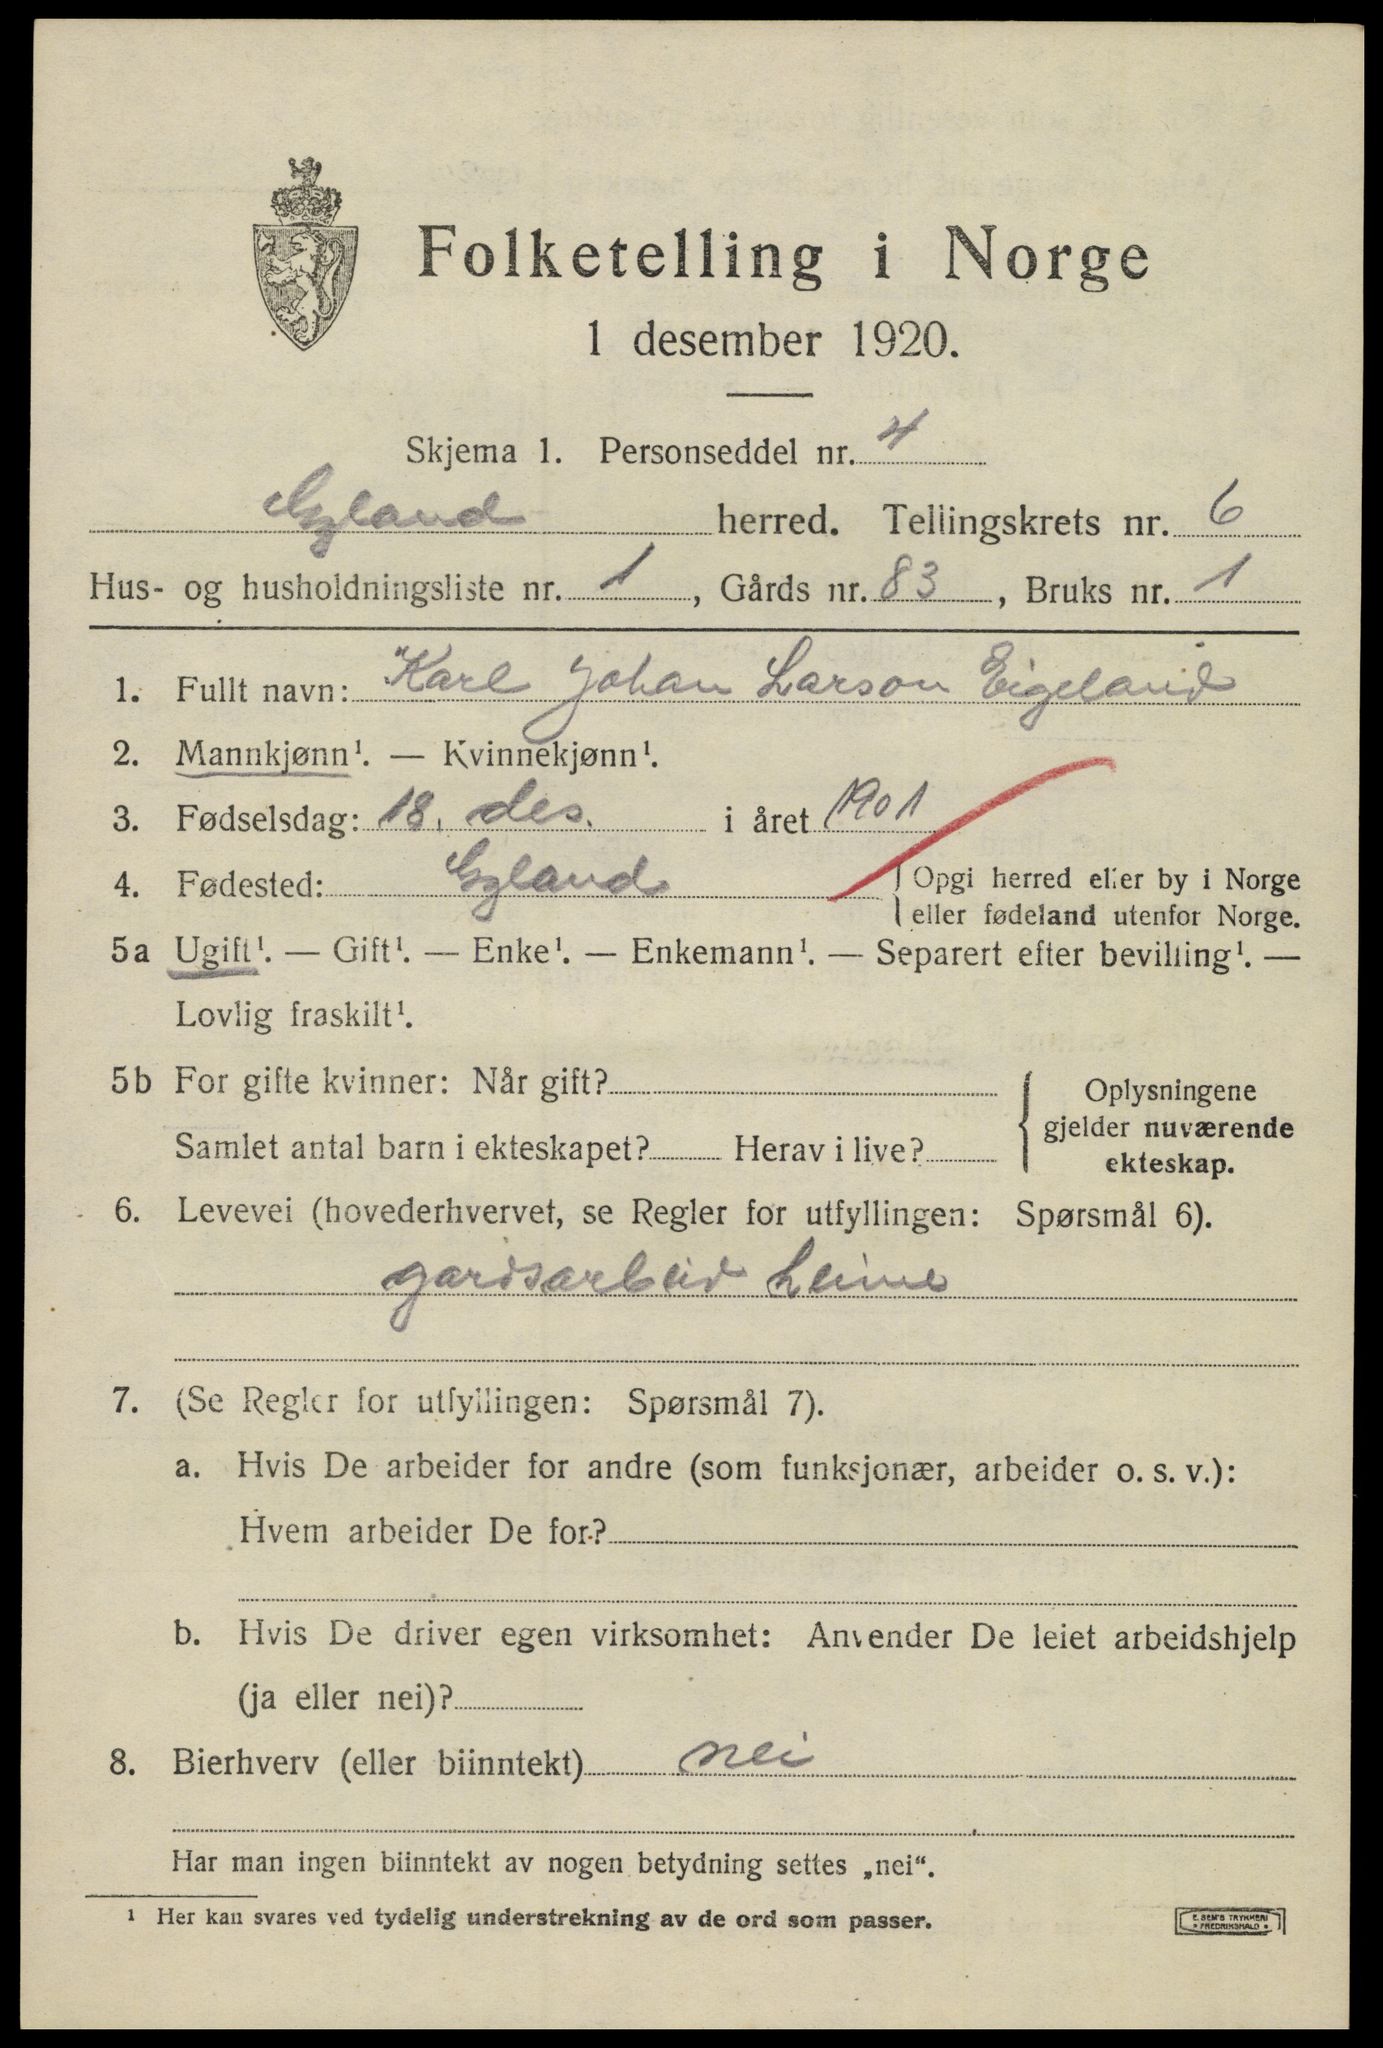 Folketelling i Norge
1 desember 1920.
Skjema 1. Personseddel nr. 4
Gyland herred. Tellingskrets nr. 6
Hus- og husholdningsliste nr. 1, Gårds nr. 83, Bruks nr. 1
1. Fullt navn: Karl Johan Larson Eigeland
2. Mannkjønn¹. — Kvinnekjønn¹.
3. Fødselsdag: 18. des. i året 1901
4. Fødested: Gyland { Opgi herred eller by i Norge
eller fødeland utenfor Norge.
5a Ugift¹. — Gift¹. — Enke¹. — Enkemann¹. — Separert efter bevilling¹. —
Lovlig fraskilt¹.
5b For gifte kvinner: Når gift?
Samlet antal barn i ekteskapet? Herav i live?
{ Oplysningene
gjelder nuværende
ekteskap.
6. Levevei (hovederhvervet, se Regler for utfyllingen: Spørsmål 6).
gardsarbeid
7. (Se Regler for utfyllingen: Spørsmål 7).
a. Hvis De arbeider for andre (som funksjonær, arbeider o. s. v.):
Hvem arbeider De for?
b. Hvis De driver egen virksomhet: Anvender De leiet arbeidshjelp
(ja eller nei)?
8. Bierhverv (eller biinntekt) nei
Har man ingen biinntekt av nogen betydning settes „nei“.
¹ Her kan svares ved tydelig understrekning av de ord som passer.
E. SEM'S TRYKKERI
• FREDRIKSHALD •